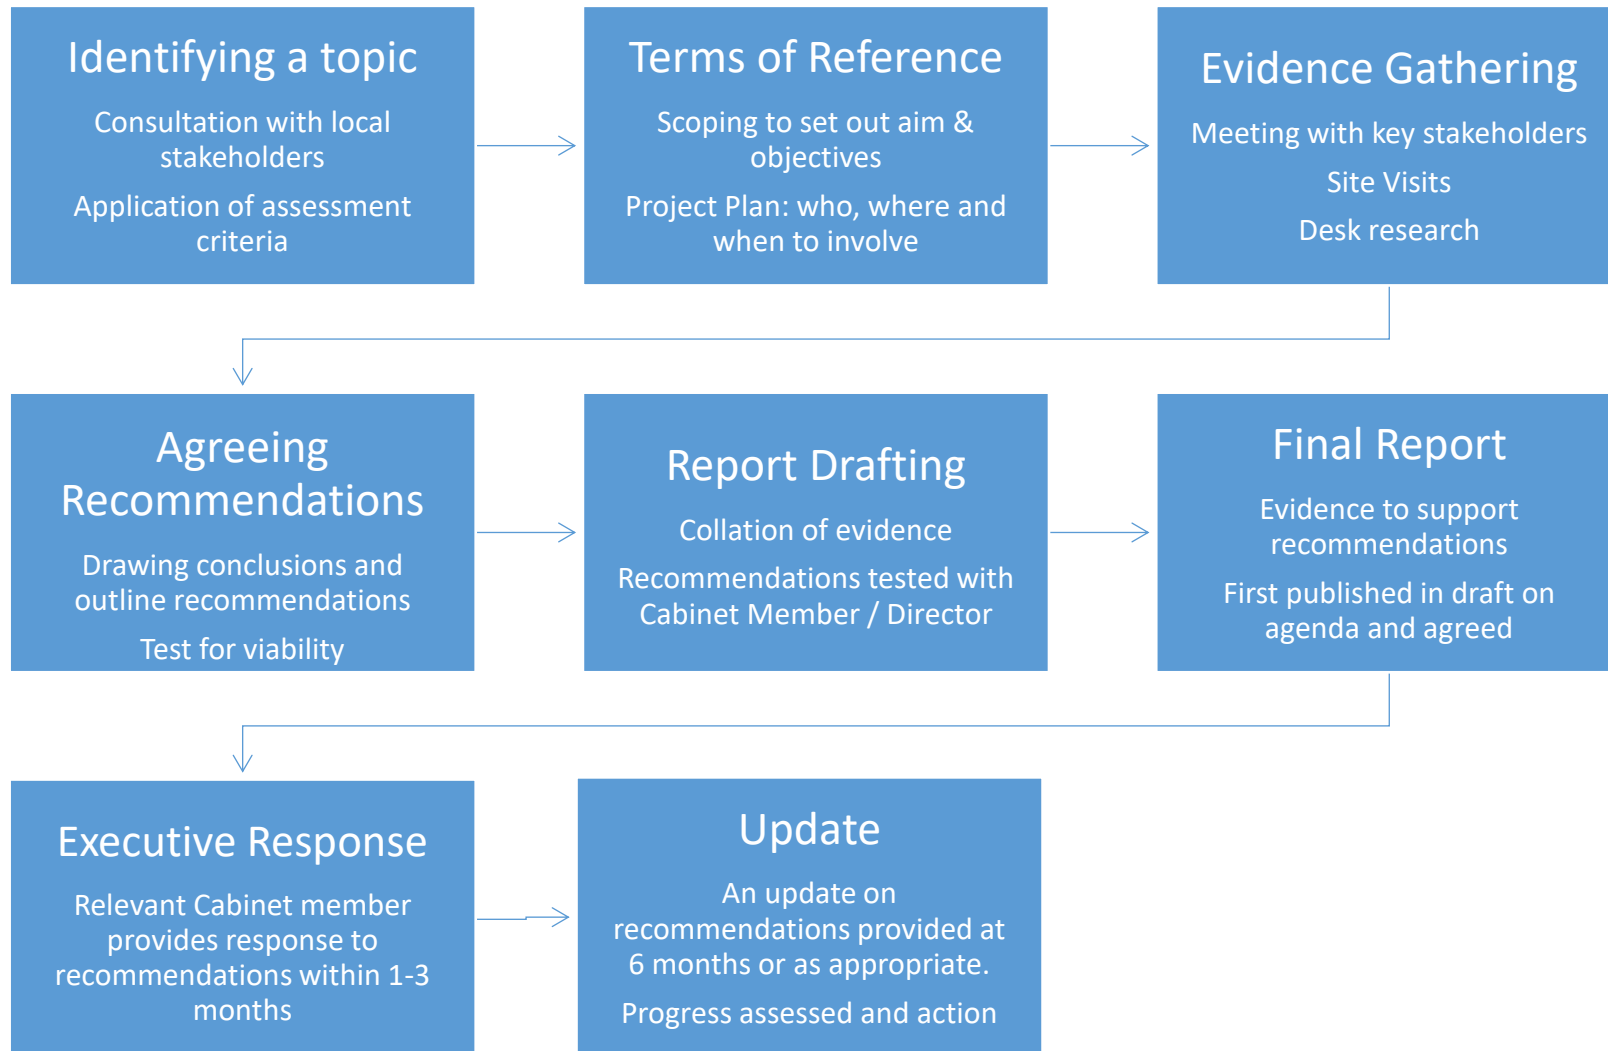 Identifying a topic
Consultation with local
stakeholders
Application of assessment
criteria
Terms of Reference
Scoping to set out aim &
objectives
Project Plan: who, where and
when to involve
Evidence Gathering
Meeting with key stakeholders
Site Visits
Desk research
Agreeing
Recommendations
Drawing conclusions and
outline recommendations
Test for viability
Report Drafting
Collation of evidence
Recommendations tested with
Cabinet Member / Director
Final Report
Evidence to support
recommendations
First published in draft on
agenda and agreed
Executive Response
Relevant Cabinet member
provides response to
recommendations within 1-3
months
Update
An update on
recommendations provided at
6 months or as appropriate.
Progress assessed and action